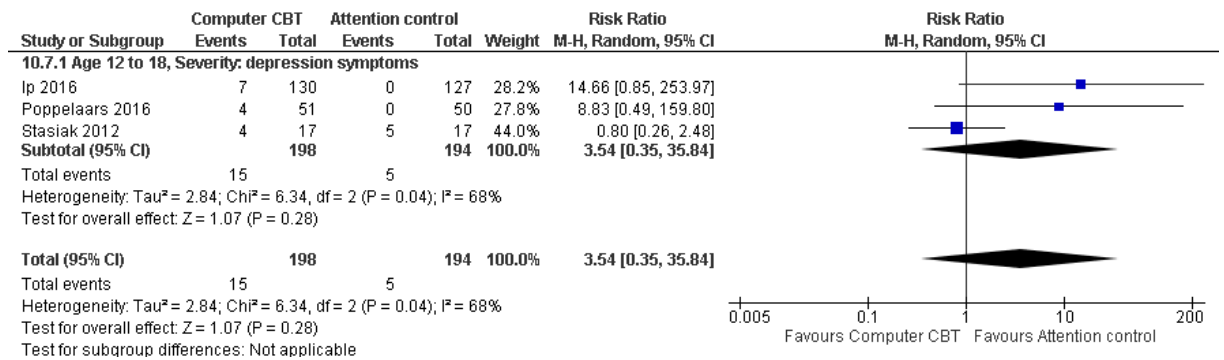 Computer CBT Attention control Risk Ratio Risk Ratio
Study or Subgroup Events Total Events Total Weight M-H, Random, 95% CI M-H, Random, 95% CI
10.7.1 Age 12 to 18, Severity: depression symptoms
Ip 2016 7 130 0 127 28.2% 14.66 [0.85, 253.97]
Poppelaars 2016 4 51 0 50 27.8% 8.83 [0.49, 159.80]
Stasiak 2012 4 17 5 17 44.0% 0.80 [0.26, 2.48]
Subtotal (95% CI) 198 194 100.0% 3.54 [0.35, 35.84]
Total events 15 5
Heterogeneity: Tau² = 2.84; Chi² = 6.34, df = 2 (P = 0.04); I² = 68%
Test for overall effect: Z = 1.07 (P = 0.28)
Total (95% CI) 198 194 100.0% 3.54 [0.35, 35.84]
Total events 15 5
Heterogeneity: Tau² = 2.84; Chi² = 6.34, df = 2 (P = 0.04); I² = 68%
Test for overall effect: Z = 1.07 (P = 0.28)
Test for subgroup differences: Not applicable
0.005 0.1 1 10 200
Favours Computer CBT Favours Attention control